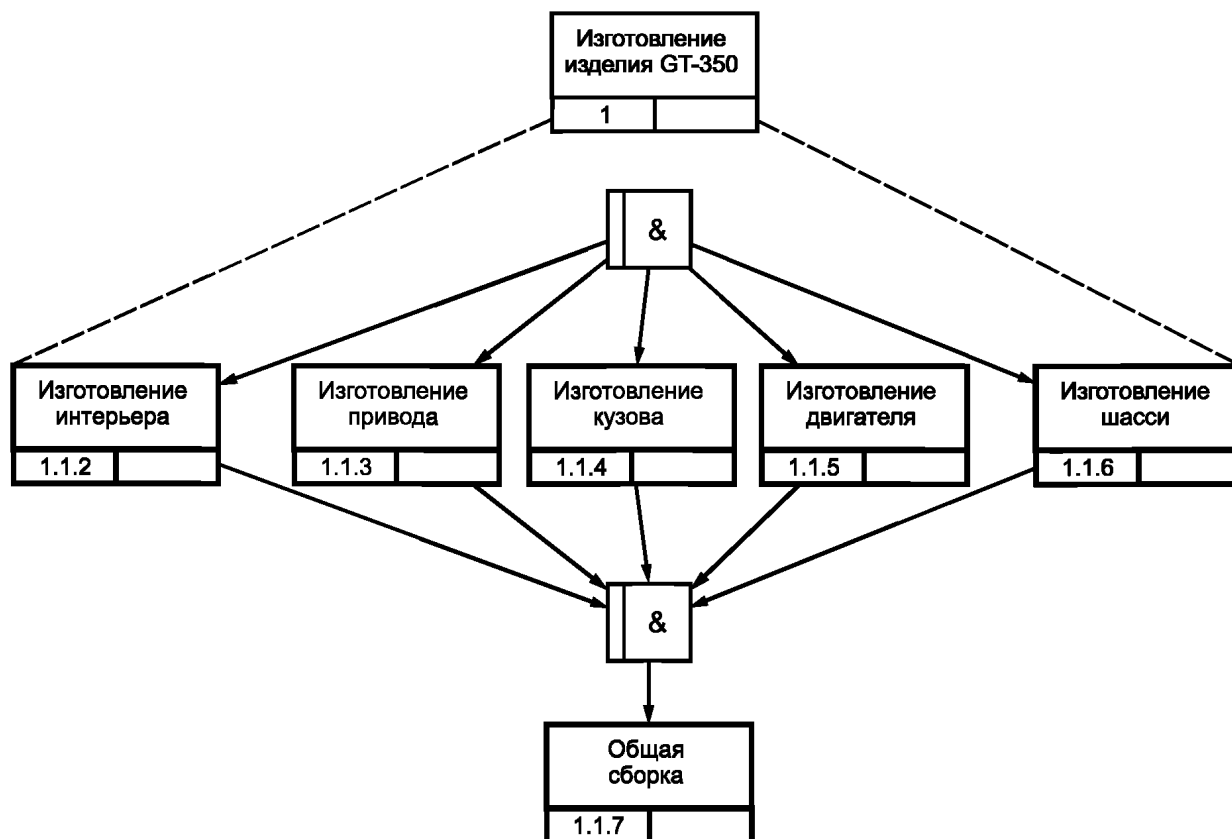 Изготовление
изделия GT-350
1
&
Изготовление
интерьера
1.1.2
Изготовление
привода
1.1.3
Изготовление
кузова
1.1.4
Изготовление
двигателя
1.1.5
Изготовление
шасси
1.1.6
&
Общая
сборка
1.1.7